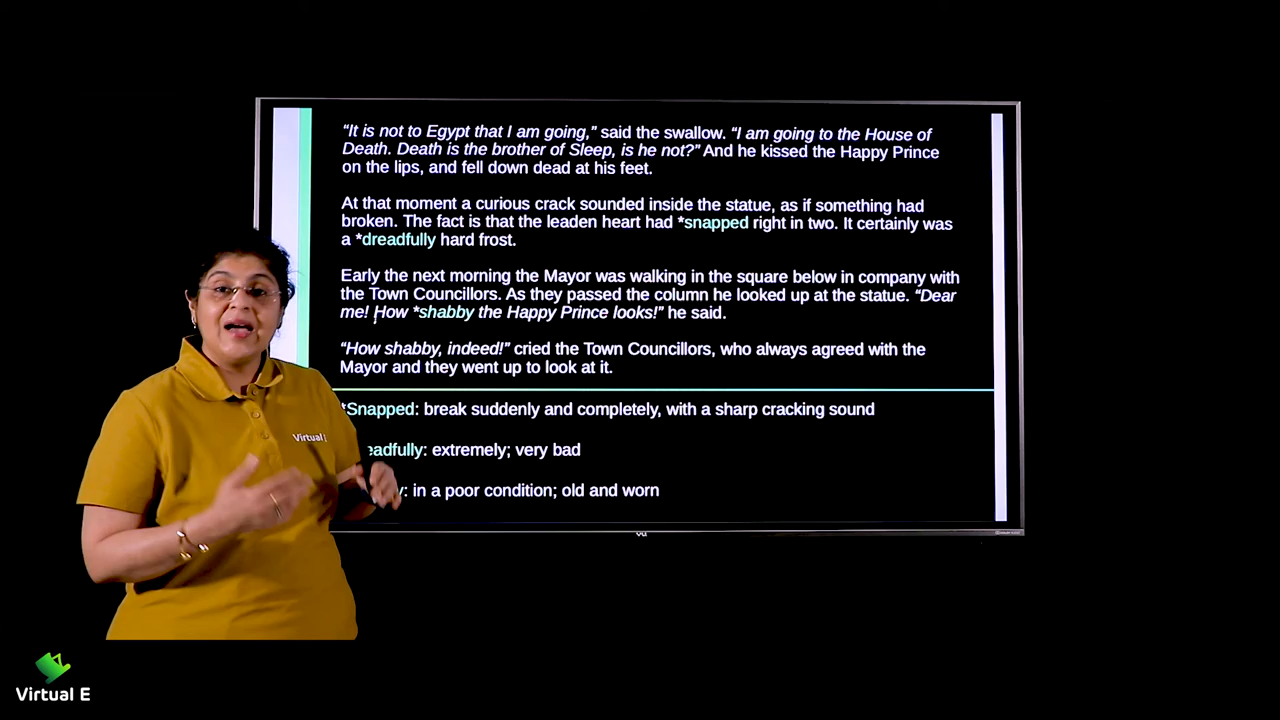 “It is not to Egypt that I am going,” said the swallow. “I am going to the House of
Death. Death is the brother of Sleep, is he not?” And he kissed the Happy Prince
on the lips, and fell down dead at his feet.
At that moment a curious crack sounded inside the statue, as if something had
broken. The fact is that the leaden heart had *snapped right in two. It certainly was
a *dreadfully hard frost.
Early the next morning the Mayor was walking in the square below in company with
the Town Councillors. As they passed the column he looked up at the statue. “Dear
me! How *shabby the Happy Prince looks!” he said.
“How shabby, indeed!” cried the Town Councillors, who always agreed with the
Mayor and they went up to look at it.
*Snapped: break suddenly and completely, with a sharp cracking sound
eadfully: extremely; very bad
y: in a poor condition; old and worn
Virtual E
vu
Virtual E